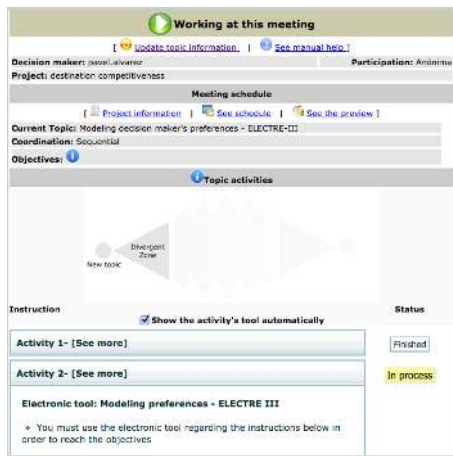 Working at this meeting
[ Update topic information | See manual help ]
Decision maker: pavel.alvarez Participation: Anónima
Project: destination competitiveness
Meeting schedule
[ Project information | See schedule | See the preview ]
Current Topic: Modeling decision maker's preferences - ELECTRE-III
Coordination: Sequential
Objectives:
Topic activities
Divergent
Zone
New topic
Instruction Status
Show the activity's tool automatically
Activity 1- [See more] Finished
Activity 2- [See more] In process
Electronic tool: Modeling preferences - ELECTRE III
You must use the electronic tool regarding the instructions below in
order to reach the objectives